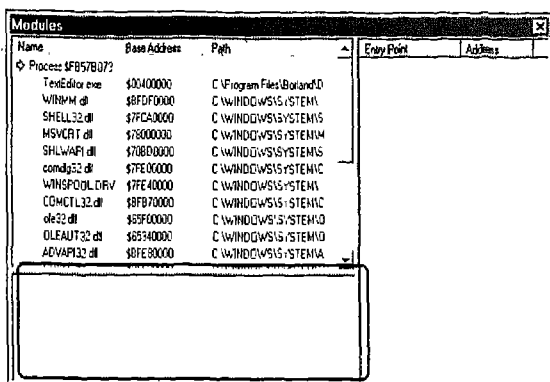 Modules
Name Base Address Path Entry Point Address
Process $FB57B073
TextEditor.exe $00400000 C:\Program Files\Borland\D
WINMM.dll $BFDF0000 C:\WINDOWS\SYSTEM\
SHELL32.dll $7FCA0000 C:\WINDOWS\SYSTEM\S
MSVCRT.dll $78000000 C:\WINDOWS\SYSTEM\M
SHLWAPI.dll $70BD0000 C:\WINDOWS\SYSTEM\S
comdlg32.dll $7FE00000 C:\WINDOWS\SYSTEM\C
WINSPOOL.DRV $7FE40000 C:\WINDOWS\SYSTEM\
COMCTL32.dll $BFB70000 C:\WINDOWS\SYSTEM\C
ole32.dll $65F00000 C:\WINDOWS\SYSTEM\O
OLEAUT32.dll $65340000 C:\WINDOWS\SYSTEM\O
ADVAPI32.dll $BFE80000 C:\WINDOWS\SYSTEM\A